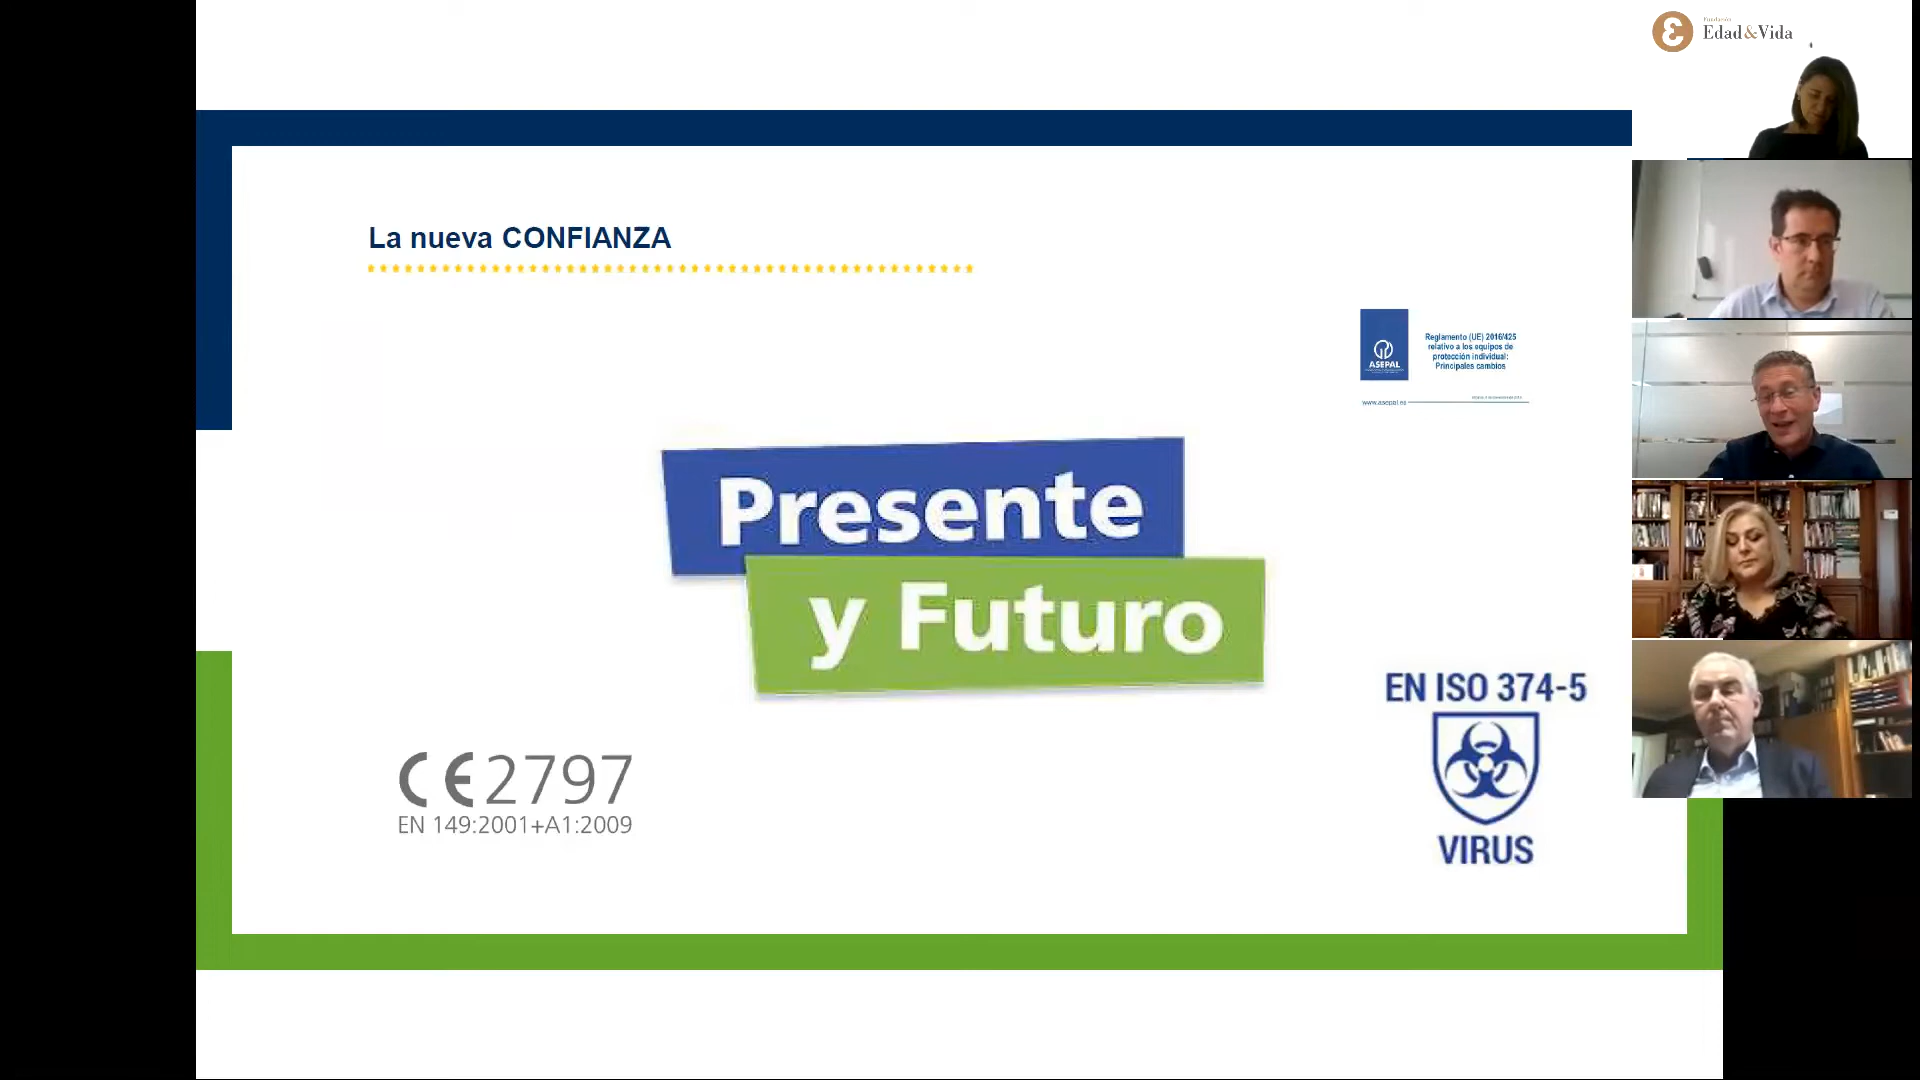 Fundación
Edad&Vida
La nueva CONFIANZA
ASEPAL
Reglamento (UE) 2016/425
relativo a los equipos de
protección individual:
Principales cambios
www.asepal.es
Presente
y Futuro
EN ISO 374-5
VIRUS
CE 2797
EN 149:2001+A1:2009